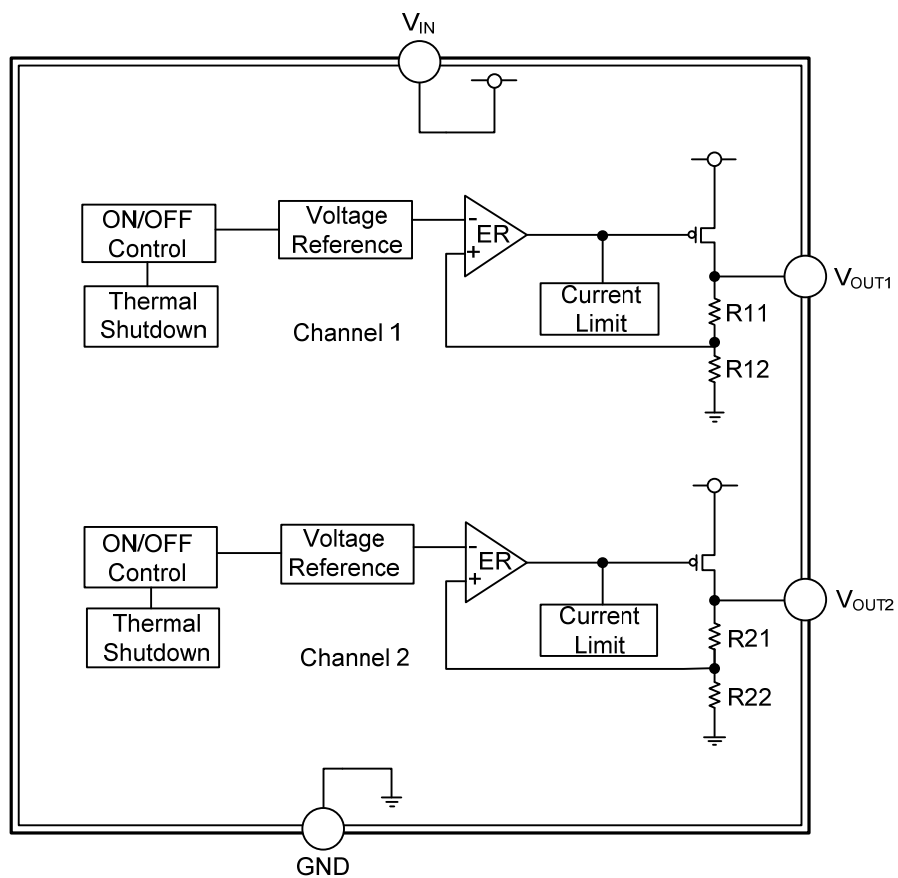 VIN
ON/OFF
Control
Voltage
Reference
-
ER
+
Thermal
Shutdown
Channel 1
Current
Limit
VOUT1
R11
R12
ON/OFF
Control
Voltage
Reference
-
ER
+
Thermal
Shutdown
Channel 2
Current
Limit
VOUT2
R21
R22
GND